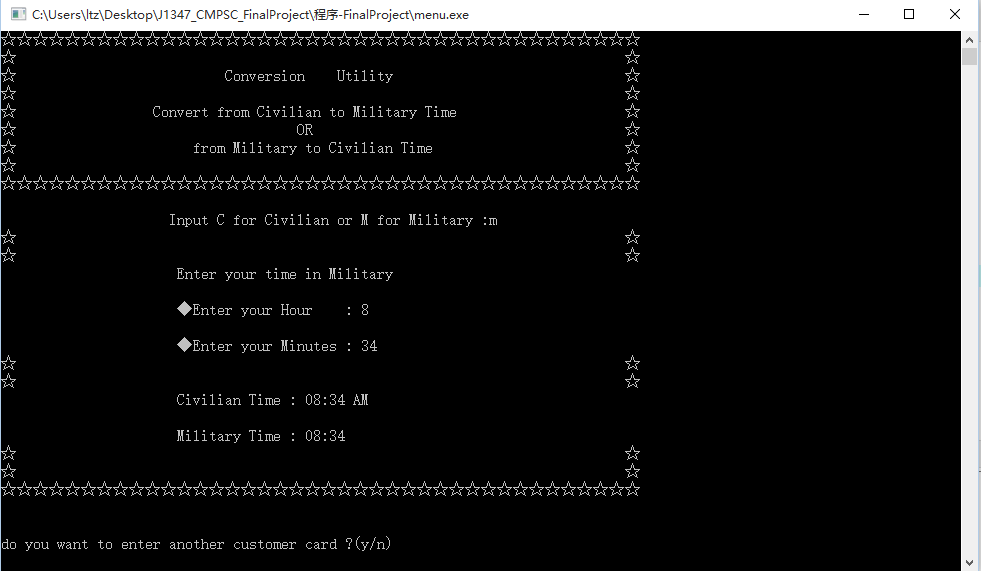 C:\Users\ltz\Desktop\J1347_CMPSC_FinalProject\程序-FinalProject\menu.exe
Conversion Utility
Convert from Civilian to Military Time
OR
from Military to Civilian Time
Input C for Civilian or M for Military :m
Enter your time in Military
◆Enter your Hour : 8
◆Enter your Minutes : 34
Civilian Time : 08:34 AM
Military Time : 08:34
do you want to enter another customer card ?(y/n)